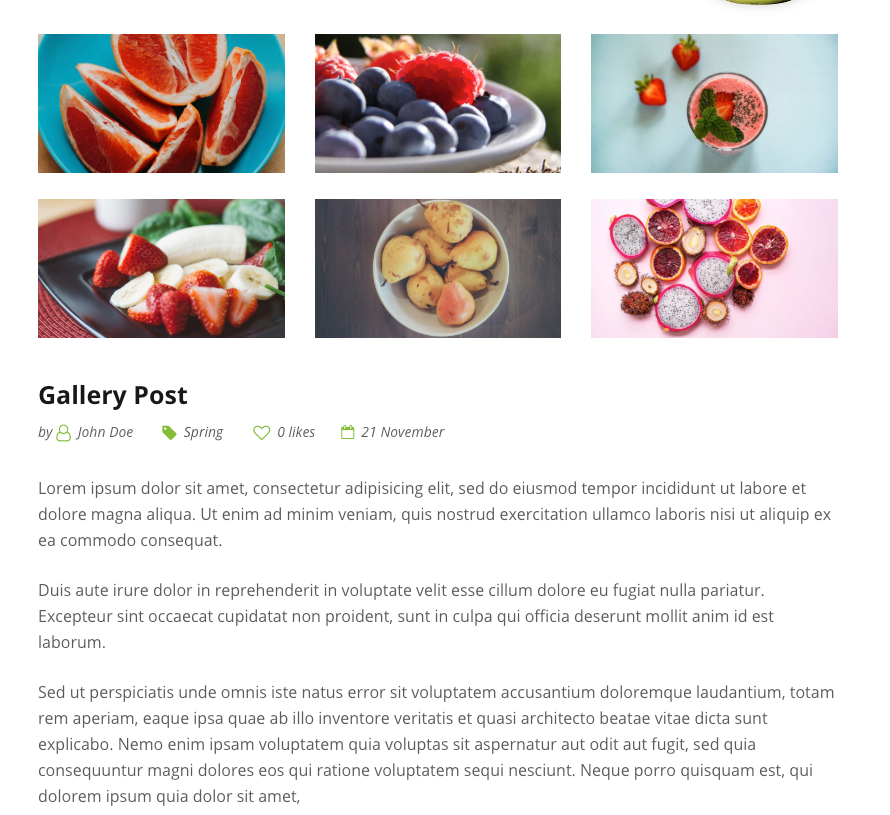 Gallery Post
by John Doe Spring 0 likes 21 November
Lorem ipsum dolor sit amet, consectetur adipisicing elit, sed do eiusmod tempor incididunt ut labore et
dolore magna aliqua. Ut enim ad minim veniam, quis nostrud exercitation ullamco laboris nisi ut aliquip ex
ea commodo consequat.
Duis aute irure dolor in reprehenderit in voluptate velit esse cillum dolore eu fugiat nulla pariatur.
Excepteur sint occaecat cupidatat non proident, sunt in culpa qui officia deserunt mollit anim id est
laborum.
Sed ut perspiciatis unde omnis iste natus error sit voluptatem accusantium doloremque laudantium, totam
rem aperiam, eaque ipsa quae ab illo inventore veritatis et quasi architecto beatae vitae dicta sunt
explicabo. Nemo enim ipsam voluptatem quia voluptas sit aspernatur aut odit aut fugit, sed quia
consequuntur magni dolores eos qui ratione voluptatem sequi nesciunt. Neque porro quisquam est, qui
dolorem ipsum quia dolor sit amet,